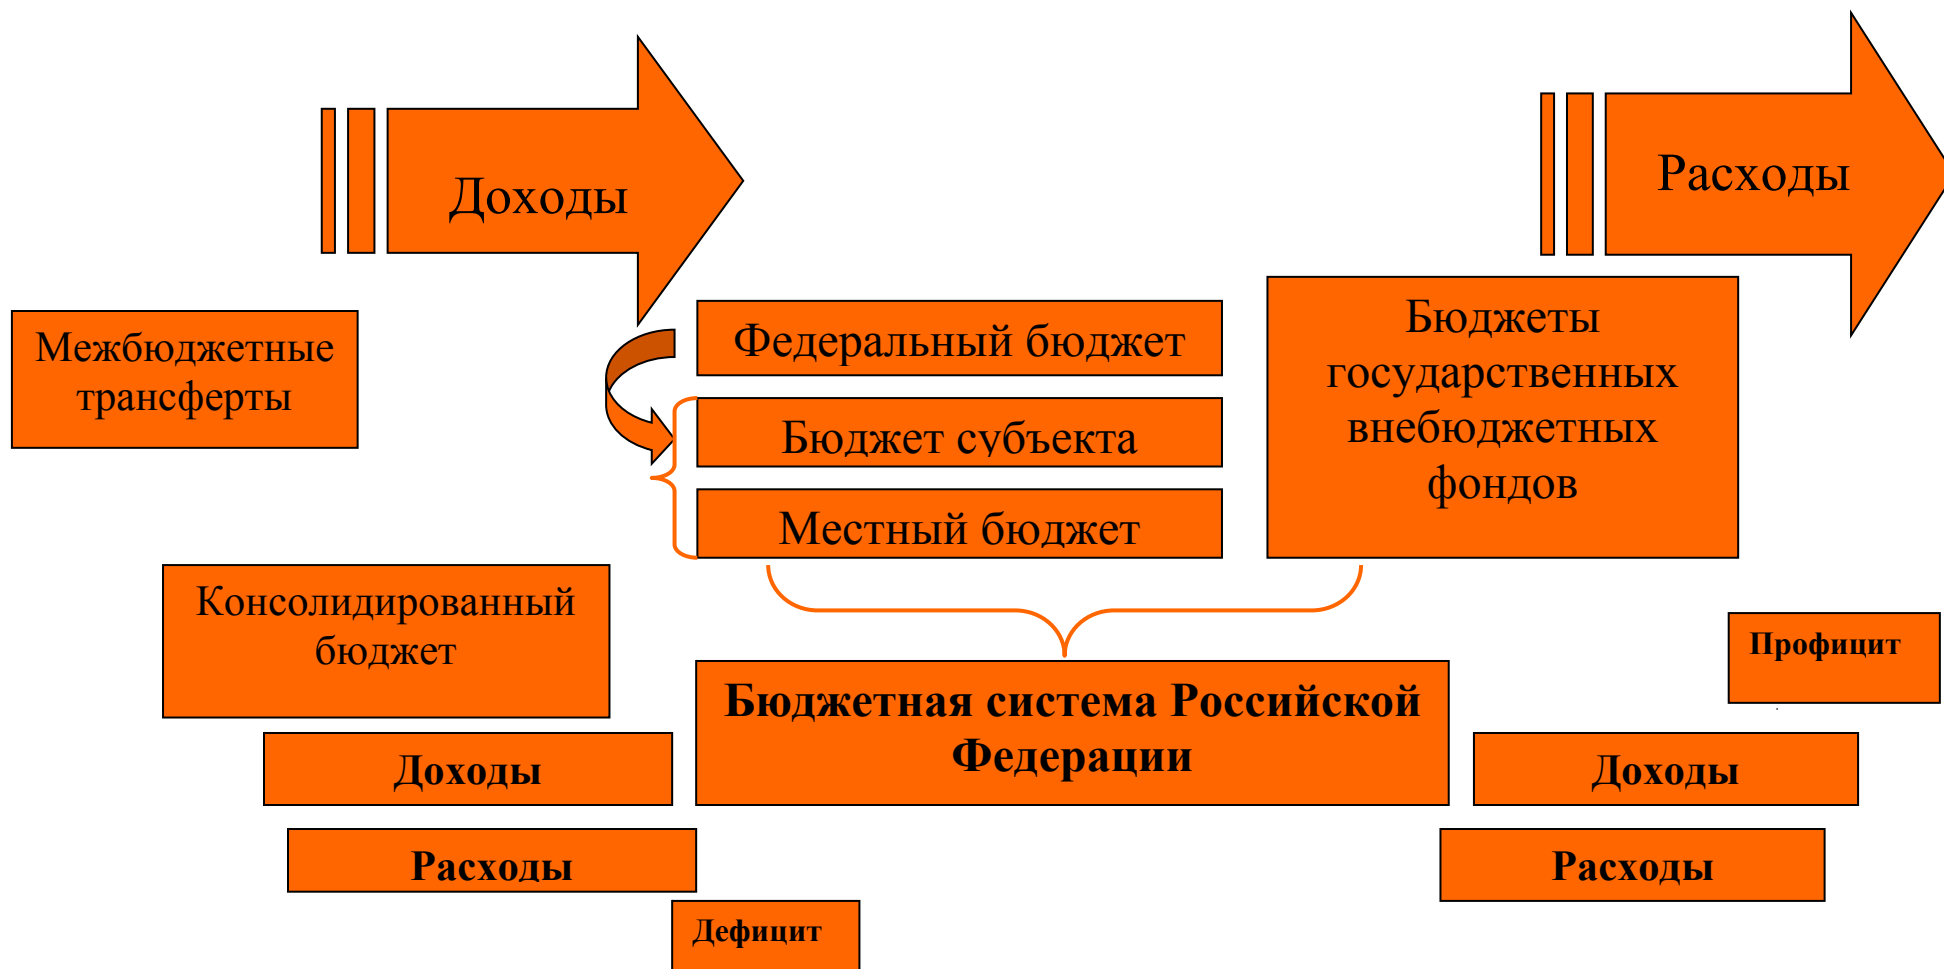 Доходы
Расходы
Межбюджетные
трансферты
Федеральный бюджет
Бюджет субъекта
Местный бюджет
Бюджеты
государственных
внебюджетных
фондов
Консолидированный
бюджет
Бюджетная система Российской
Федерации
Профицит
Доходы
Расходы
Дефицит
Доходы
Расходы